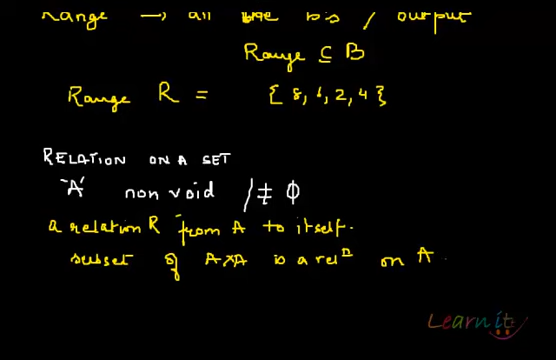 Range → all the b's / output
Range ⊆ B
Range R = { 8, 6, 2, 4 }
RELATION ON A SET
'A' non void / ≠ ϕ
a relation R from A to itself.
subset of A×A is a relⁿ on A.
Learnit